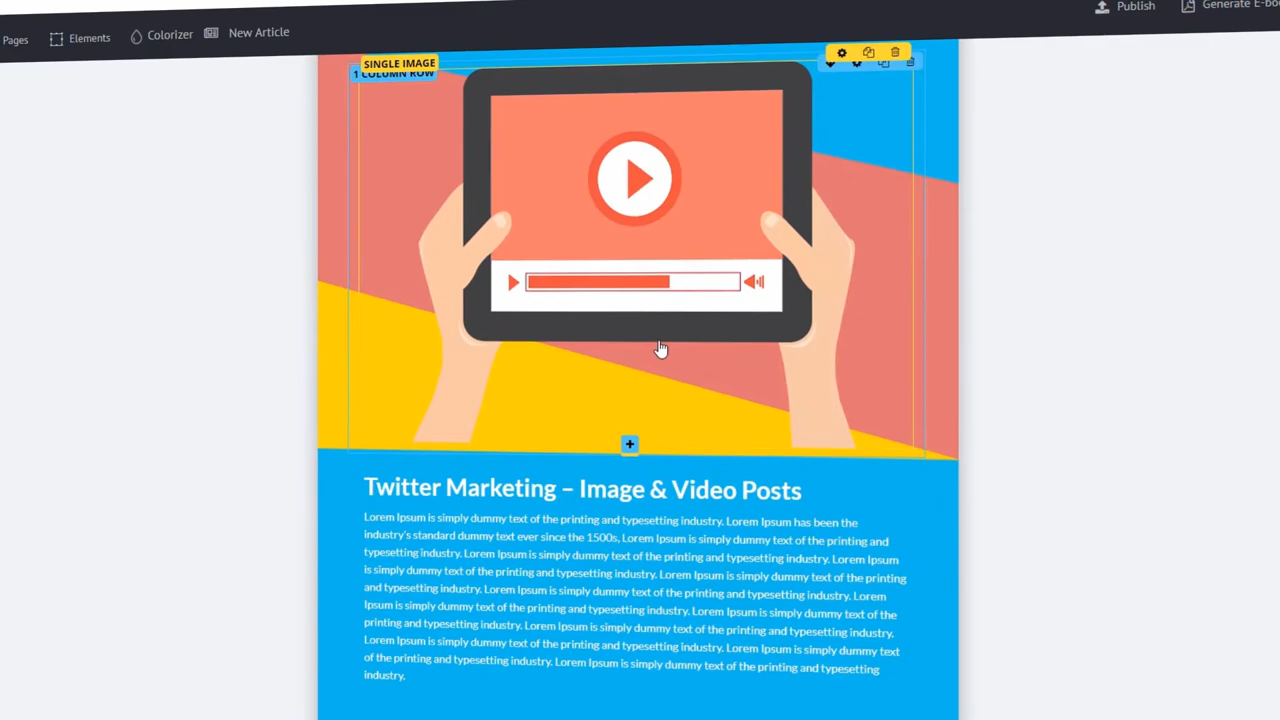 Publish
Generate E-bo
Pages
Elements
Colorizer
New Article
SINGLE IMAGE
1 COLUMN ROW
Twitter Marketing – Image & Video Posts
Lorem Ipsum is simply dummy text of the printing and typesetting industry. Lorem Ipsum has been the
industry's standard dummy text ever since the 1500s, Lorem Ipsum is simply dummy text of the printing and
typesetting industry. Lorem Ipsum is simply dummy text of the printing and typesetting industry. Lorem Ipsum
is simply dummy text of the printing and typesetting industry. Lorem Ipsum is simply dummy text of the printing
and typesetting industry. Lorem Ipsum is simply dummy text of the printing and typesetting industry. Lorem
Ipsum is simply dummy text of the printing and typesetting industry. Lorem Ipsum is simply dummy text of the
printing and typesetting industry. Lorem Ipsum is simply dummy text of the printing and typesetting industry.
Lorem Ipsum is simply dummy text of the printing and typesetting industry. Lorem Ipsum is simply dummy text
of the printing and typesetting industry. Lorem Ipsum is simply dummy text of the printing and typesetting
industry.